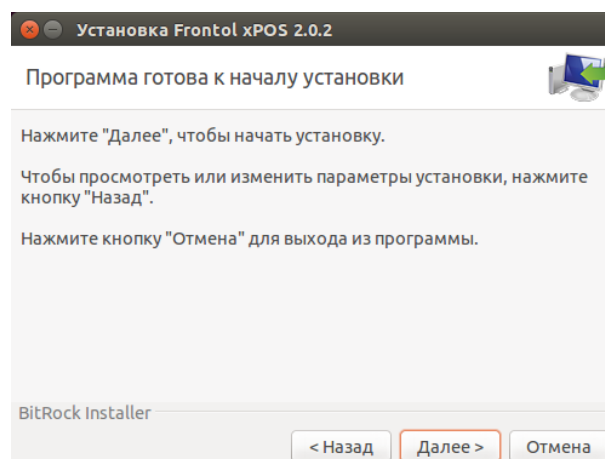 Установка Frontol xPOS 2.0.2
Программа готова к началу установки
Нажмите "Далее", чтобы начать установку.
Чтобы просмотреть или изменить параметры установки, нажмите
кнопку "Назад".
Нажмите кнопку "Отмена" для выхода из программы.
BitRock Installer
< Назад
Далее >
Отмена